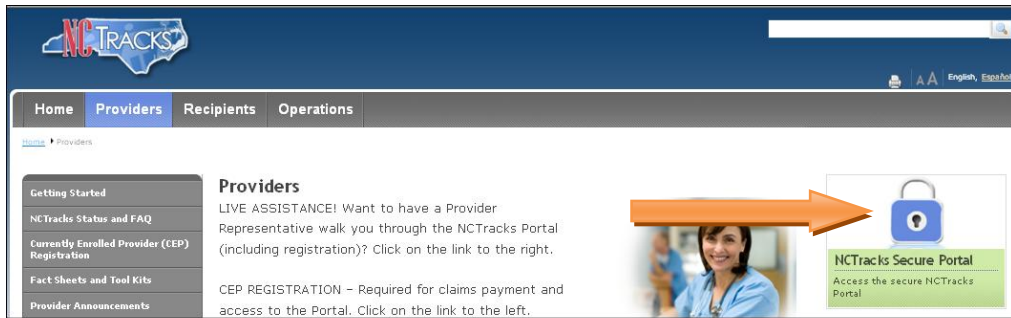 NCTRACKS
English, Español
Home Providers Recipients Operations
Home Providers
Getting Started
NCTracks Status and FAQ
Currently Enrolled Provider (CEP)
Registration
Fact Sheets and Tool Kits
Provider Announcements
Providers
LIVE ASSISTANCE! Want to have a Provider
Representative walk you through the NCTracks Portal
(including registration)? Click on the link to the right.
CEP REGISTRATION – Required for claims payment and
access to the Portal. Click on the link to the left.
NCTracks Secure Portal
Access the secure NCTracks
Portal